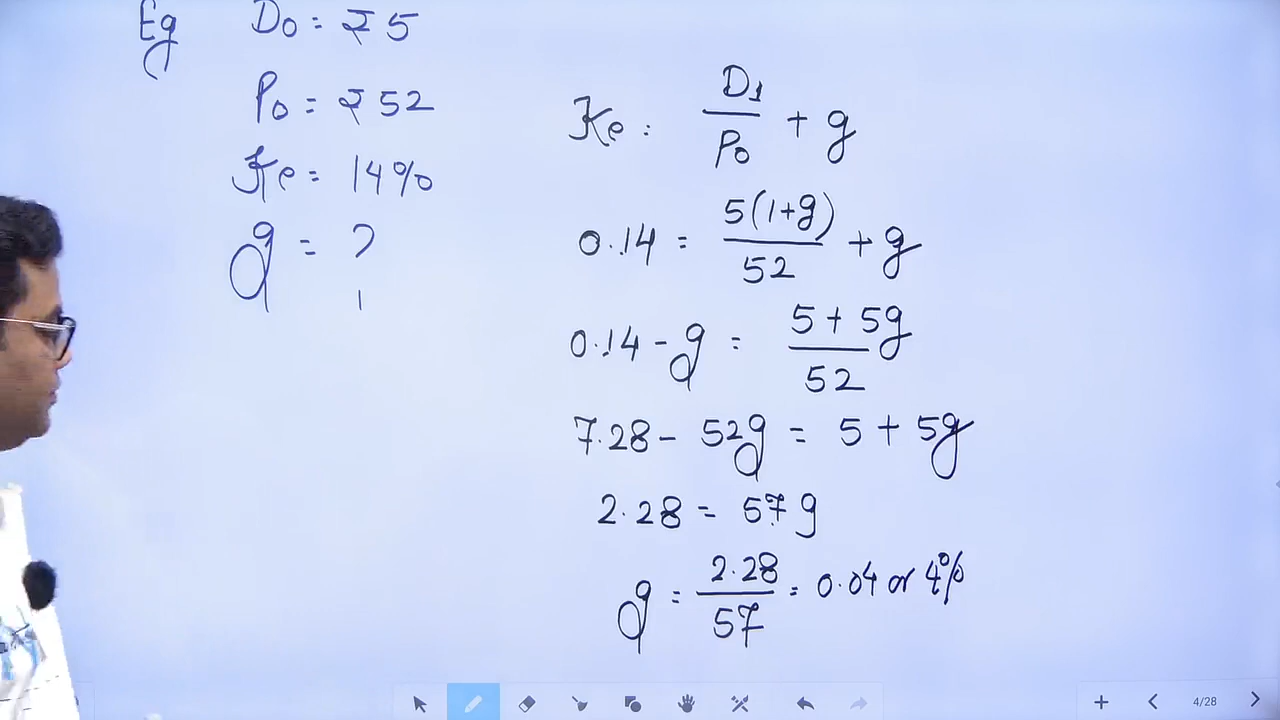 Eg D₀ = ₹5
P₀ = ₹52
Ke = 14%
g = ?
Ke = D₁/P₀ + g
0.14 = 5(1+g)/52 + g
0.14 - g = 5 + 5g/52
7.28 - 52g = 5 + 5g
2.28 = 57g
g = 2.28/57 = 0.04 or 4%
4/28